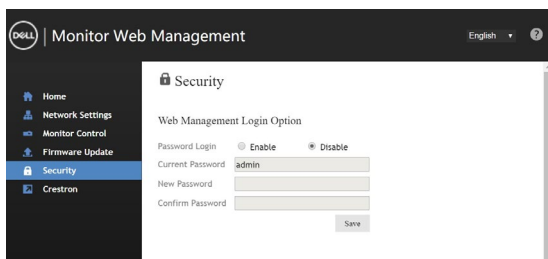 DELL | Monitor Web Management
English
?
Home
Network Settings
Monitor Control
Firmware Update
Security
Crestron
Security
Web Management Login Option
Password Login Enable Disable
Current Password admin
New Password
Confirm Password
Save